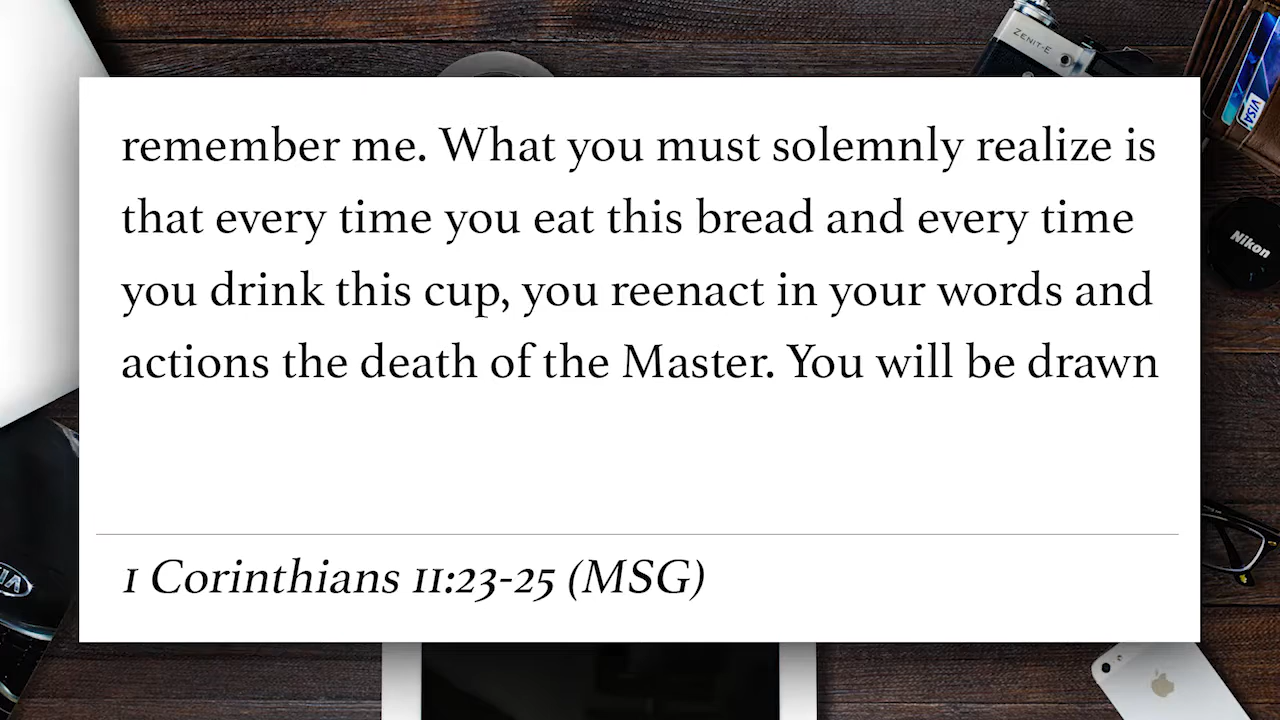 ZENIT-E
VISA
remember me. What you must solemnly realize is
that every time you eat this bread and every time
you drink this cup, you reenact in your words and
actions the death of the Master. You will be drawn
Nikon
1 Corinthians 11:23-25 (MSG)